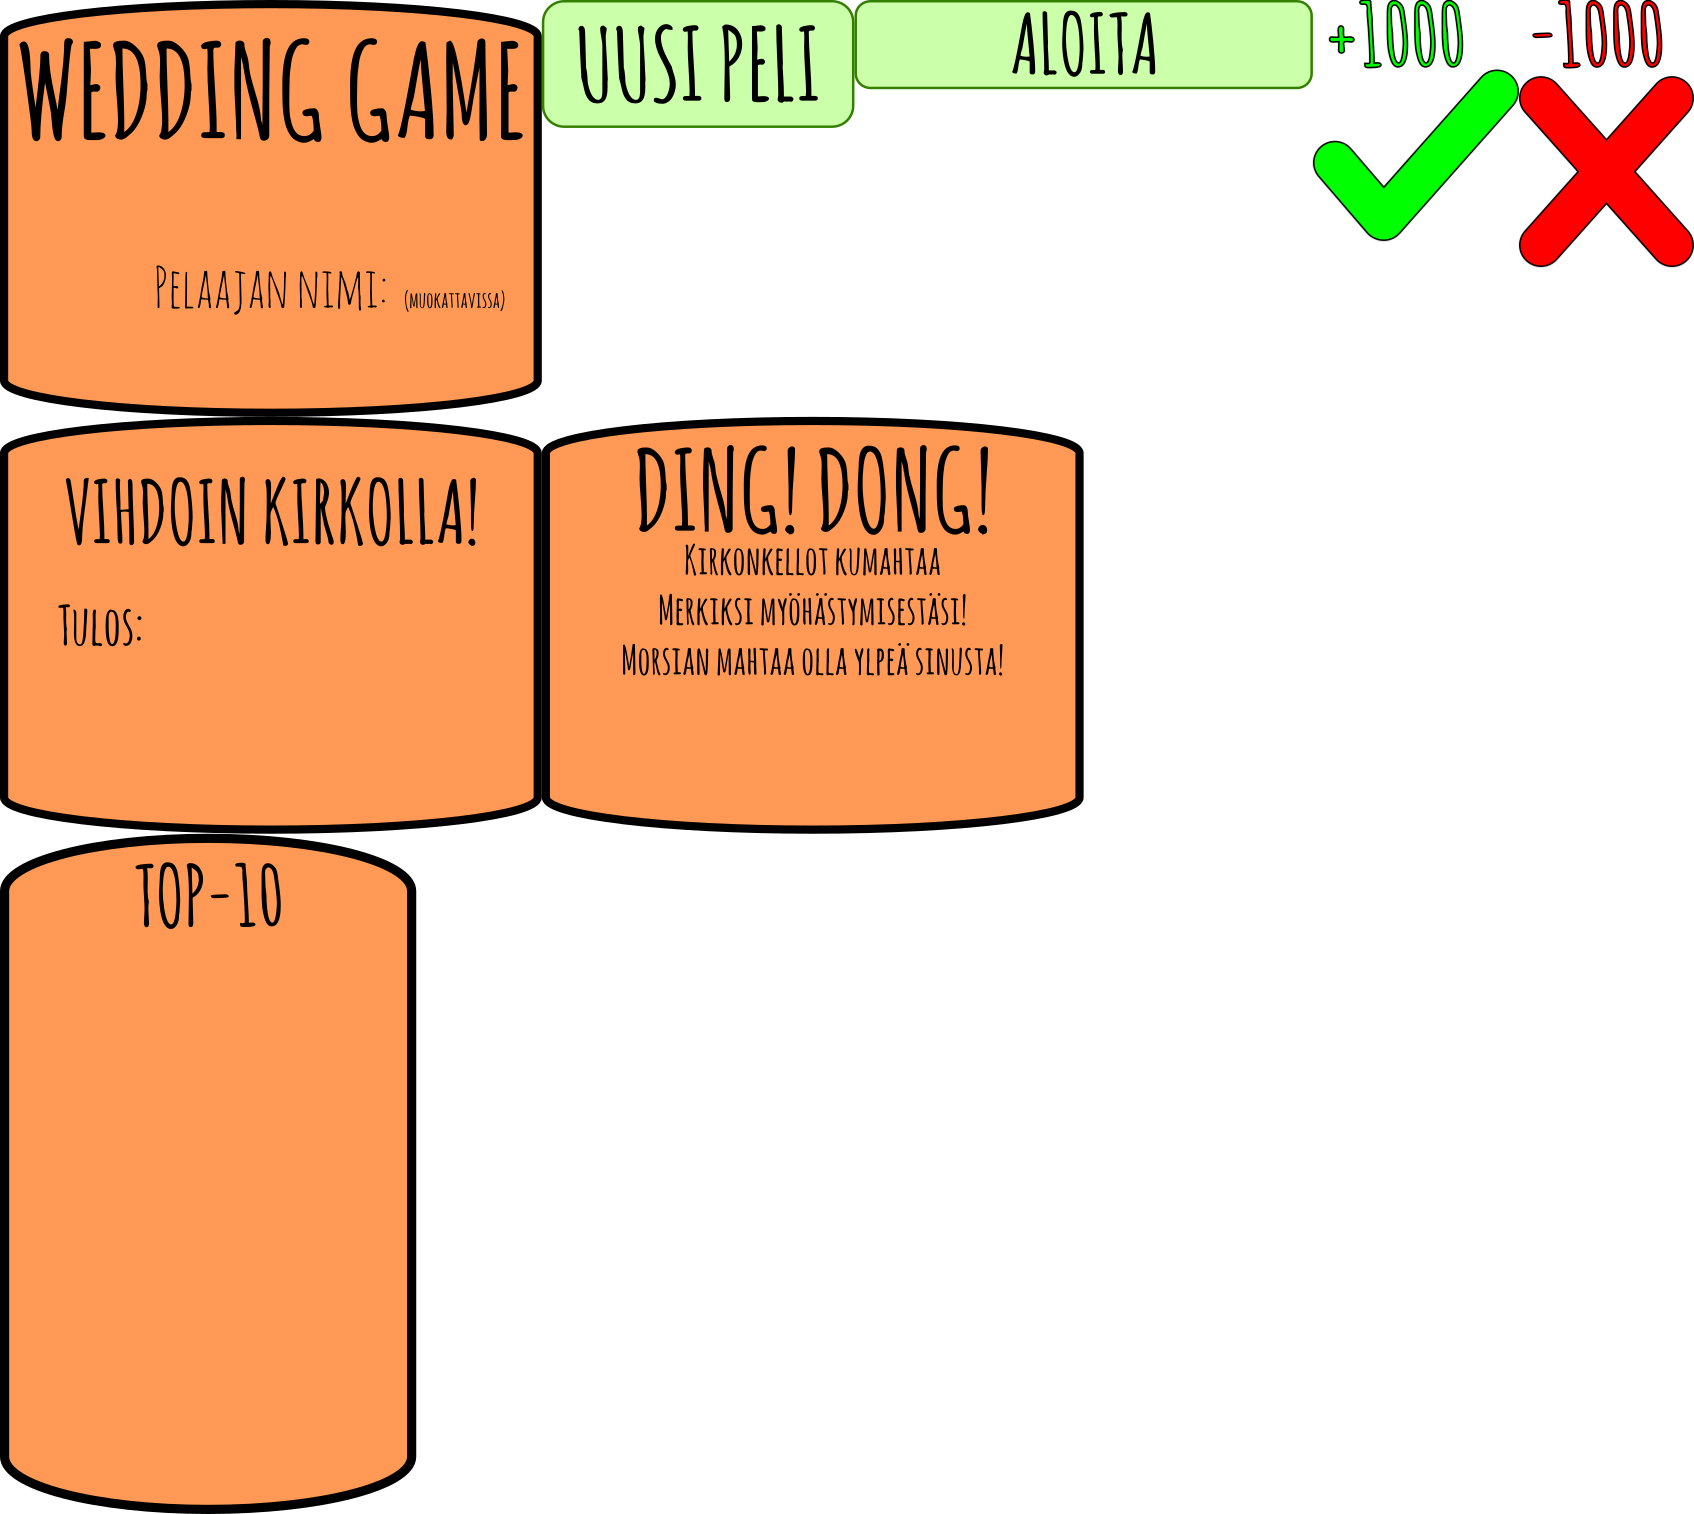 WEDDING GAME
Pelaajan nimi: (muokattavissa)
UUSI PELI
ALOITA
+1000
-1000
VIHDOIN KIRKOLLA!
Tulos:
DING! DONG!
Kirkonkellot kumahtaa
Merkiksi myöhästymisestäsi!
Morsian mahtaa olla ylpeä sinusta!
TOP-10